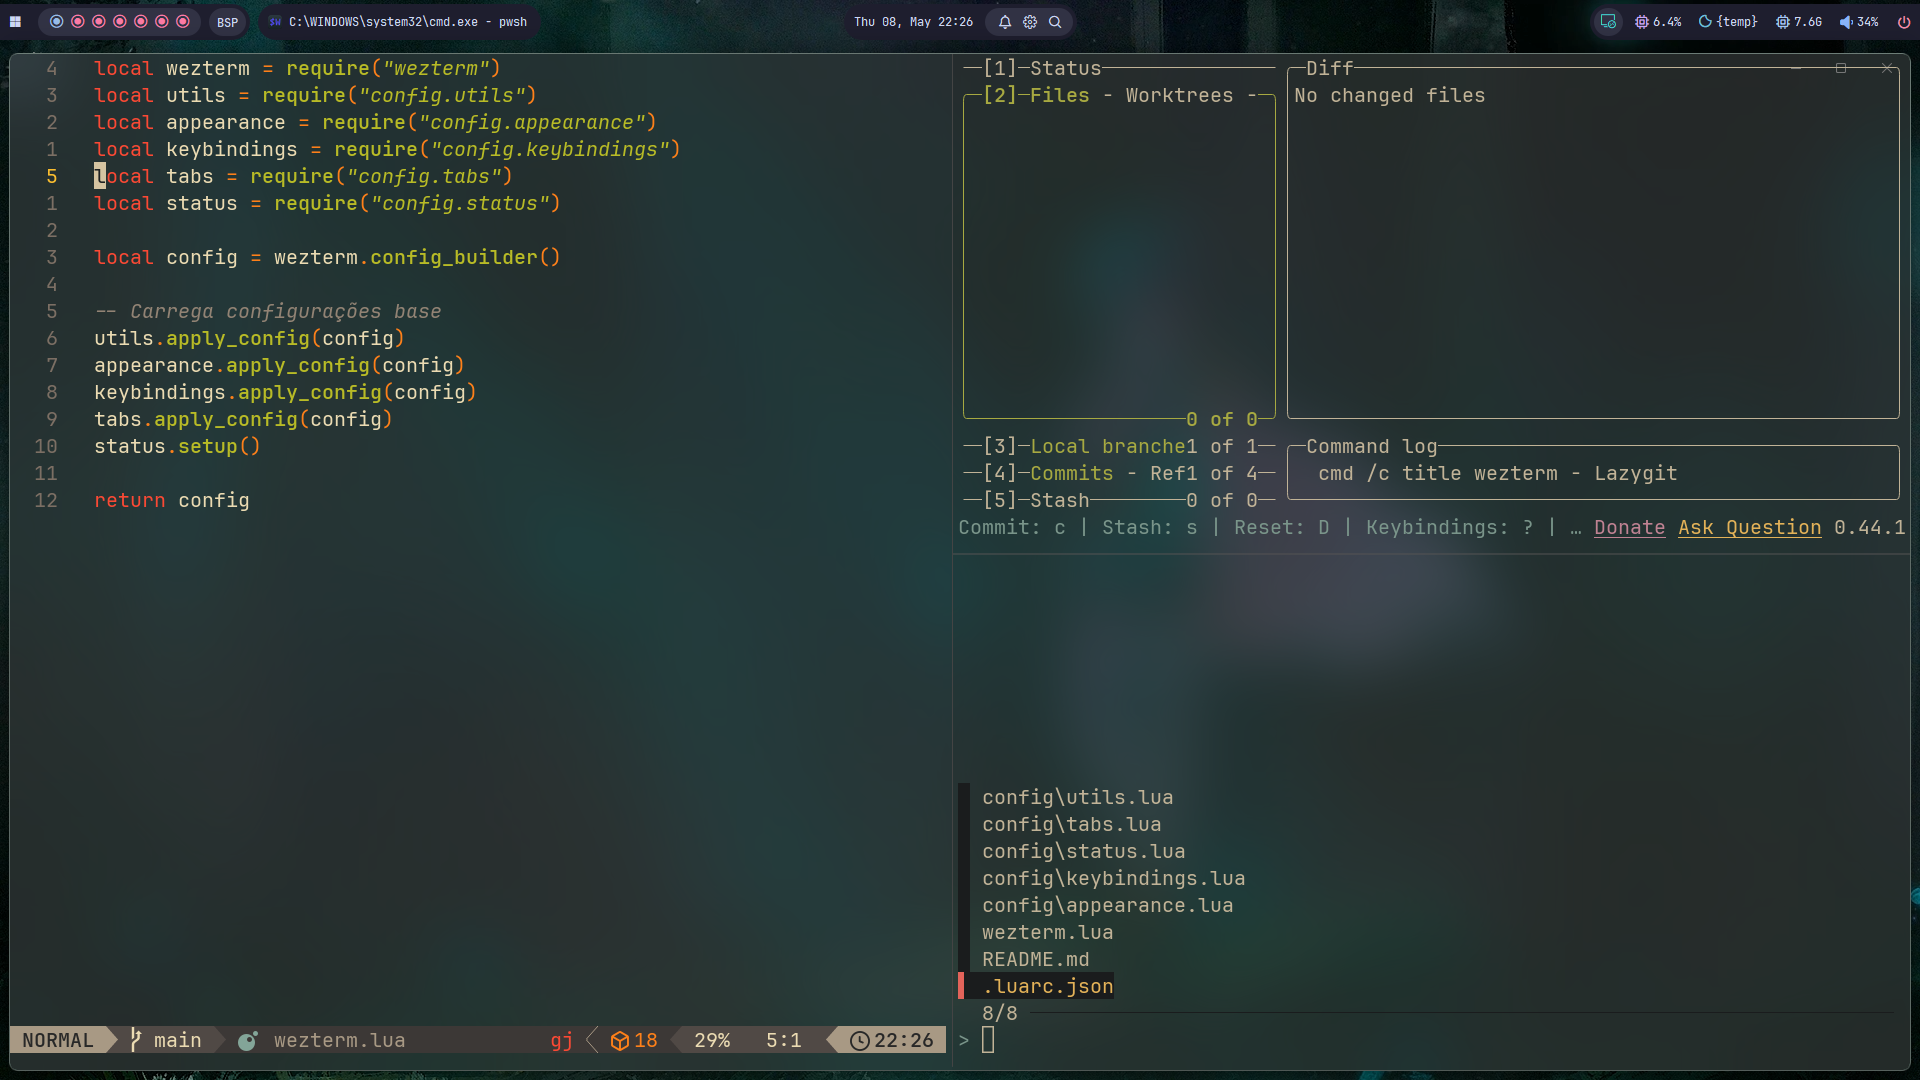 BSP
C:\WINDOWS\system32\cmd.exe - pwsh
Thu 08, May 22:26
6.4%
{temp}
7.6G
34%
4 local wezterm = require("wezterm")
3 local utils = require("config.utils")
2 local appearance = require("config.appearance")
1 local keybindings = require("config.keybindings")
5 local tabs = require("config.tabs")
1 local status = require("config.status")
2
3 local config = wezterm.config_builder()
4
5 -- Carrega configurações base
6 utils.apply_config(config)
7 appearance.apply_config(config)
8 keybindings.apply_config(config)
9 tabs.apply_config(config)
10 status.setup()
11
12 return config
NORMAL main wezterm.lua gj 18 29% 5:1 22:26
[1]─Status
[2]─Files - Worktrees -
0 of 0
[3]─Local branche1 of 1
[4]─Commits - Ref1 of 4
[5]─Stash 0 of 0
Diff
No changed files
Command log
cmd /c title wezterm - Lazygit
Commit: c | Stash: s | Reset: D | Keybindings: ? | … Donate Ask Question 0.44.1
config\utils.lua
config\tabs.lua
config\status.lua
config\keybindings.lua
config\appearance.lua
wezterm.lua
README.md
.luarc.json
8/8
>